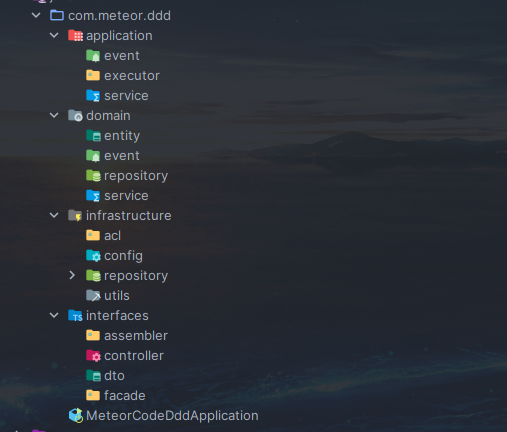 com.meteor.ddd
application
event
executor
service
domain
entity
event
repository
service
infrastructure
acl
config
repository
utils
interfaces
TS
assembler
controller
dto
facade
MeteorCodeDddApplication